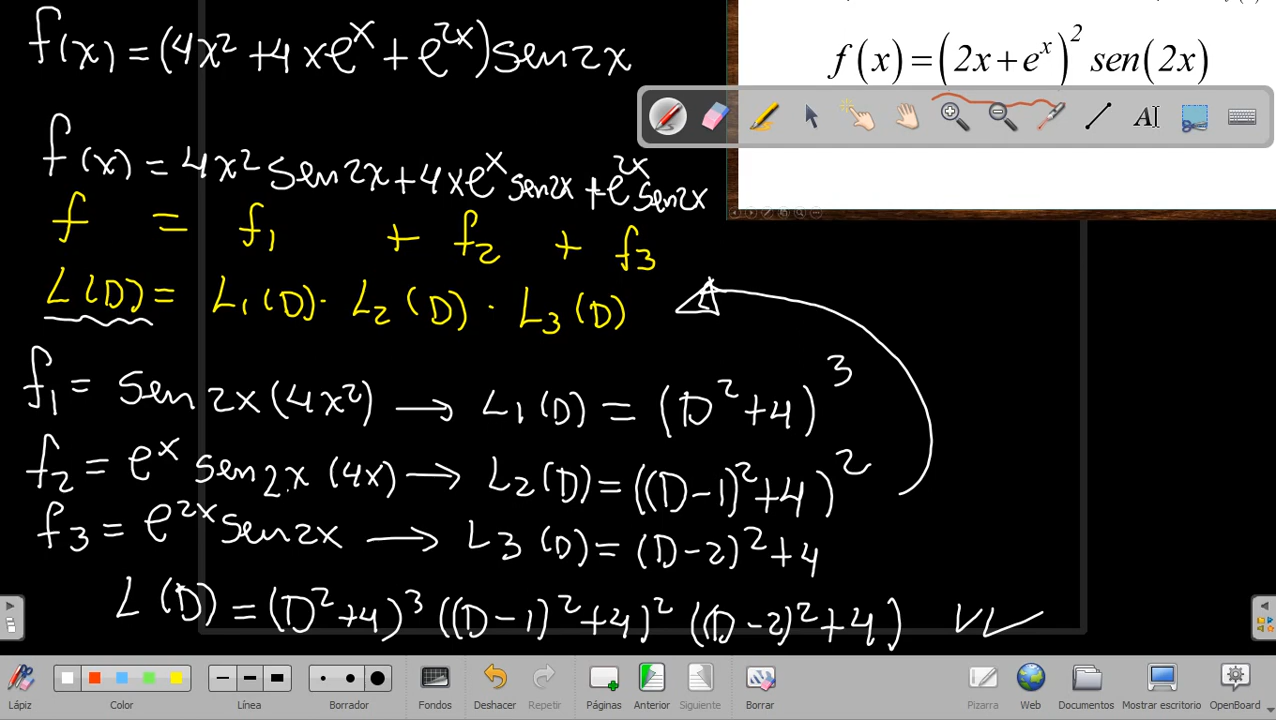 f(x)=(4x²+4xeˣ+e²ˣ)sen2x
f(x)=(2x+eˣ)² sen(2x)
f(x)=4x²sen2x+4xeˣsen2x+e²ˣsen2x
f = f₁ + f₂ + f₃
L(D)= L₁(D)· L₂(D)· L₃(D)
f₁= sen2x(4x²) → L₁(D)=(D²+4)³
f₂= eˣ sen2x(4x) → L₂(D)=((D-1)²+4)²
f₃= e²ˣsen2x → L₃(D)=(D-2)²+4
L(D)=(D²+4)³((D-1)²+4)²((D-2)²+4)
AI
Lápiz Color Línea Borrador Fondos Deshacer Repetir Páginas Anterior Siguiente Borrar Pizarra Web Documentos Mostrar escritorio OpenBoard